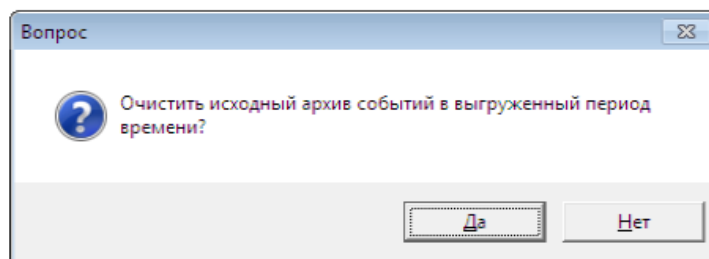 Вопрос
Очистить исходный архив событий в выгруженный период
времени?
Да
Нет